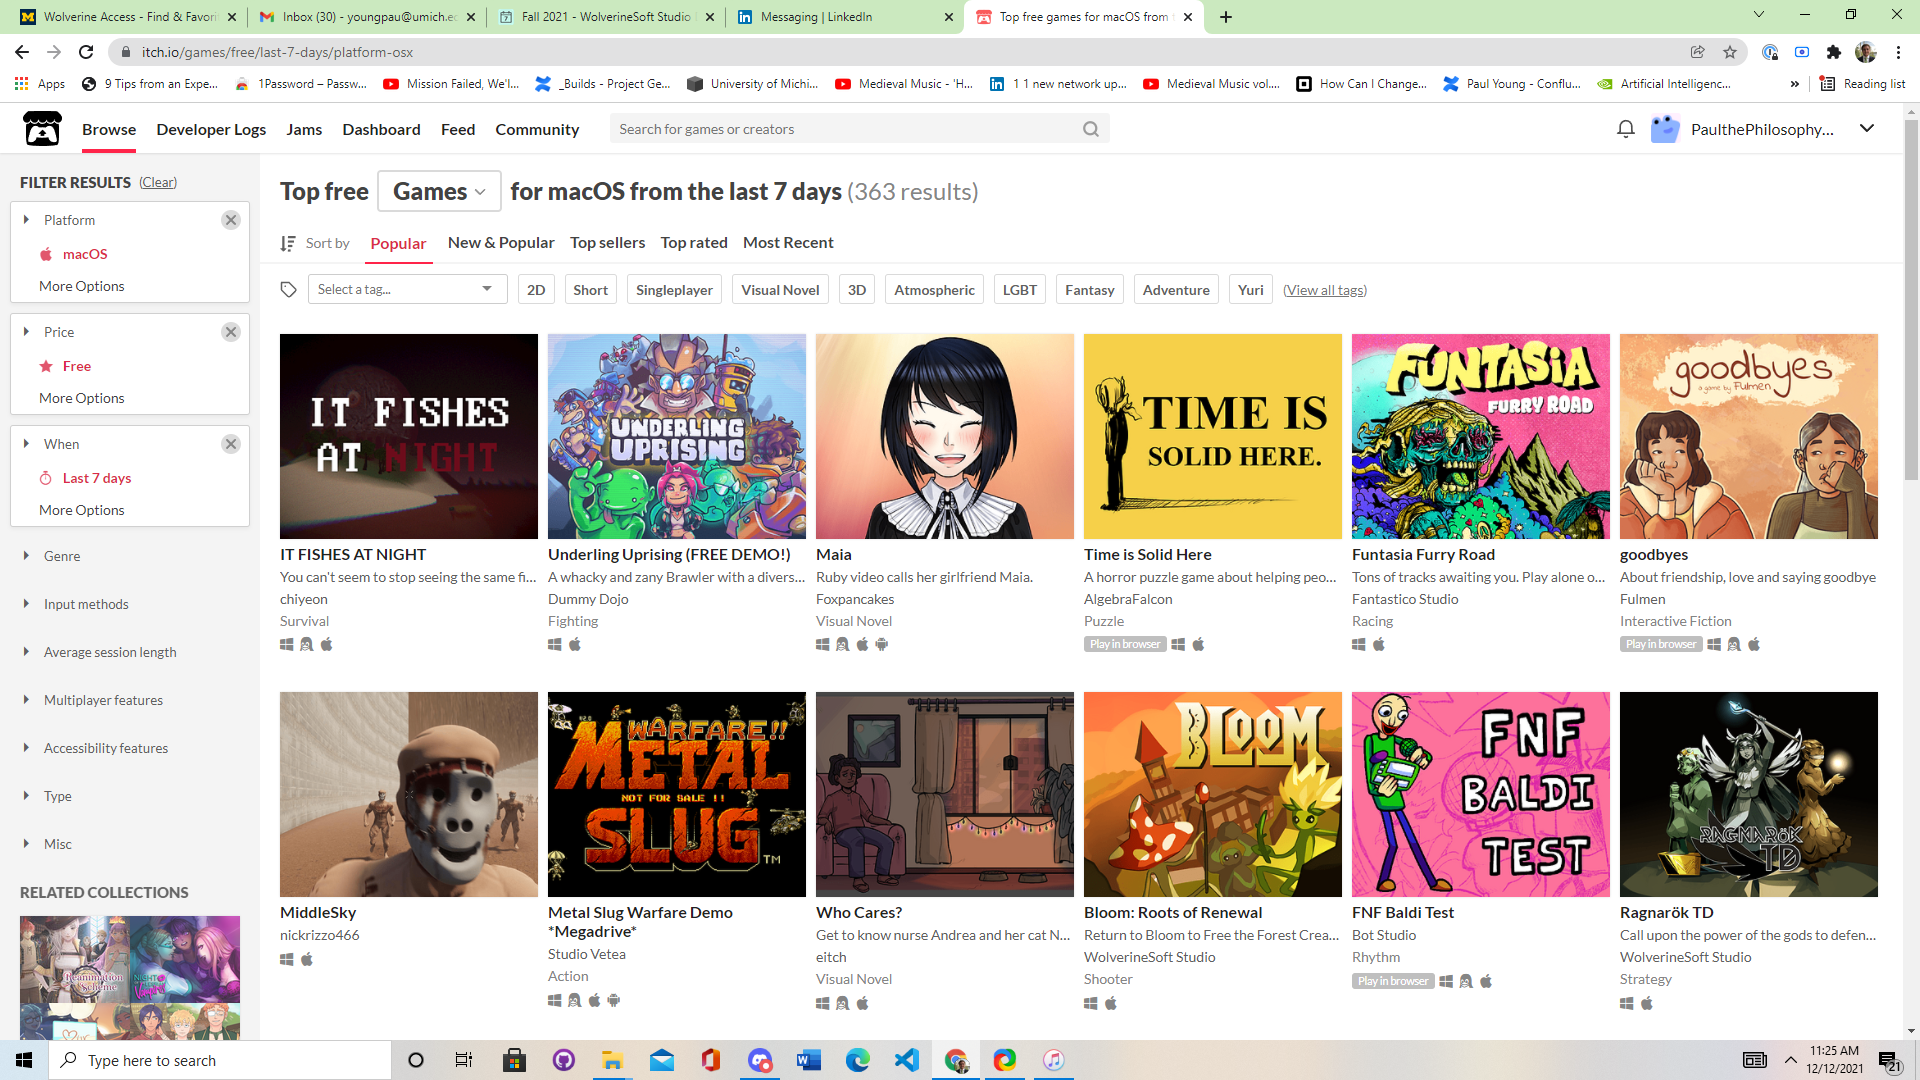 Wolverine Access - Find & Favori
Inbox (30) - youngpau@umich.ed
Fall 2021 - WolverineSoft Studio
Messaging | LinkedIn
Top free games for macOS from
itch.io/games/free/last-7-days/platform-osx
Apps
9 Tips from an Expe...
1Password – Passw...
Mission Failed, We'l...
_Builds - Project Ge...
University of Michi...
Medieval Music - 'H...
1 1 new network up...
Medieval Music vol....
How Can I Change...
Paul Young - Conflu...
Artificial Intelligenc...
»
Reading list
Browse
Developer Logs
Jams
Dashboard
Feed
Community
Search for games or creators
PaulthePhilosophy...
FILTER RESULTS (Clear)
Platform
macOS
More Options
Price
Free
More Options
When
Last 7 days
More Options
Genre
Input methods
Average session length
Multiplayer features
Accessibility features
Type
Misc
RELATED COLLECTIONS
Reanimation
Scheme
Top free Games for macOS from the last 7 days (363 results)
Sort by Popular New & Popular Top sellers Top rated Most Recent
Select a tag... 2D Short Singleplayer Visual Novel 3D Atmospheric LGBT Fantasy Adventure Yuri (View all tags)
IT FISHES
AT NIGHT
IT FISHES AT NIGHT
You can't seem to stop seeing the same fi...
chiyeon
Survival
UNDERLING
UPRISING
Underling Uprising (FREE DEMO!)
A whacky and zany Brawler with a divers...
Dummy Dojo
Fighting
Maia
Ruby video calls her girlfriend Maia.
Foxpancakes
Visual Novel
TIME IS
SOLID HERE.
Time is Solid Here
A horror puzzle game about helping peo...
AlgebraFalcon
Puzzle
Play in browser
FUNTASIA
FURRY ROAD
Funtasia Furry Road
Tons of tracks awaiting you. Play alone o...
Fantastico Studio
Racing
goodbyes
a game by Fulmen
goodbyes
About friendship, love and saying goodbye
Fulmen
Interactive Fiction
Play in browser
MiddleSky
nickrizzo466
WARFARE!!
METAL
NOT FOR SALE !!
SLUG
TM
Metal Slug Warfare Demo
*Megadrive*
Studio Vetea
Action
Who Cares?
Get to know nurse Andrea and her cat N...
eitch
Visual Novel
BLOOM
Bloom: Roots of Renewal
Return to Bloom to Free the Forest Crea...
WolverineSoft Studio
Shooter
FNF
BALDI
TEST
FNF Baldi Test
Bot Studio
Rhythm
Play in browser
RAGNARÖK
TD
Ragnarök TD
Call upon the power of the gods to defen...
WolverineSoft Studio
Strategy
Type here to search
11:25 AM
12/12/2021
21